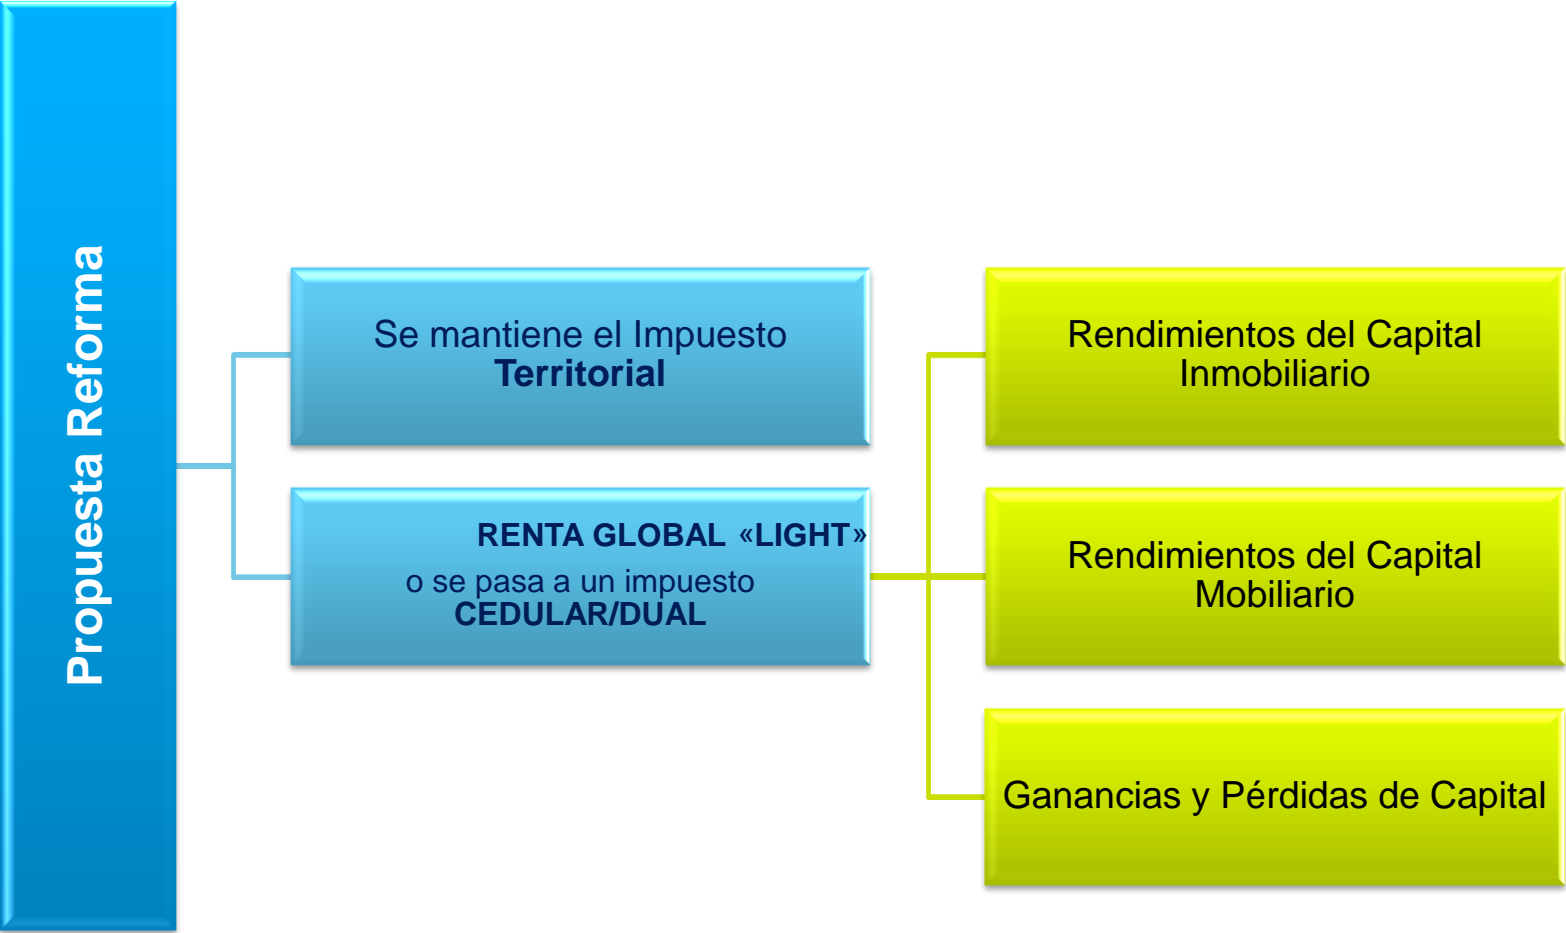 Propuesta Reforma
Se mantiene el Impuesto
Territorial
RENTA GLOBAL «LIGHT»
o se pasa a un impuesto
CEDULAR/DUAL
Rendimientos del Capital
Inmobiliario
Rendimientos del Capital
Mobiliario
Ganancias y Pérdidas de Capital